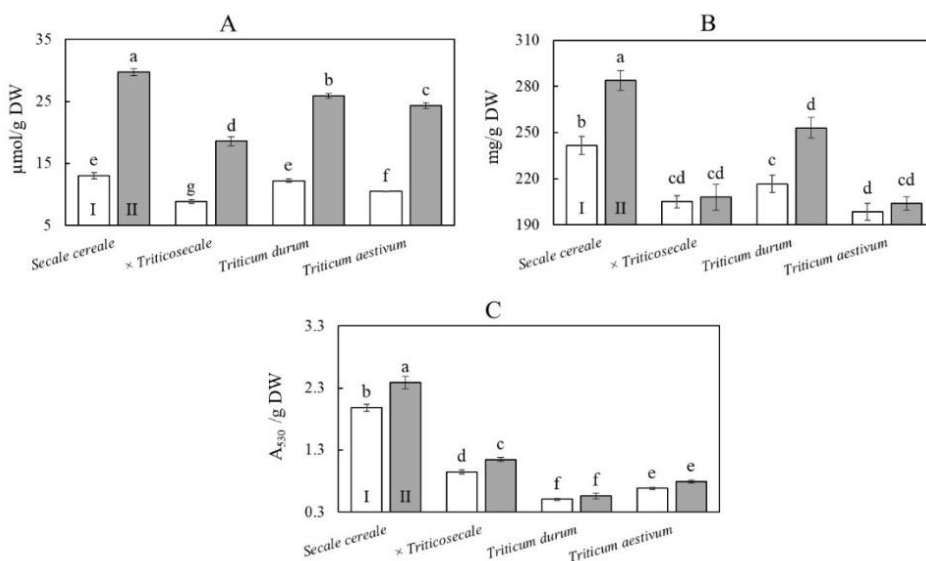 A
35
25
15
5
μmol/g DW
e
a
g
d
e
b
f
c
I
II
Secale cereale
× Triticosecale
Triticum durum
Triticum aestivum
B
310
280
250
220
190
mg/g DW
b
a
cd
cd
c
d
d
cd
I
II
Secale cereale
× Triticosecale
Triticum durum
Triticum aestivum
C
3.3
2.3
1.3
0.3
A₅₃₀ /g DW
b
a
d
c
f
f
e
e
I
II
Secale cereale
× Triticosecale
Triticum durum
Triticum aestivum